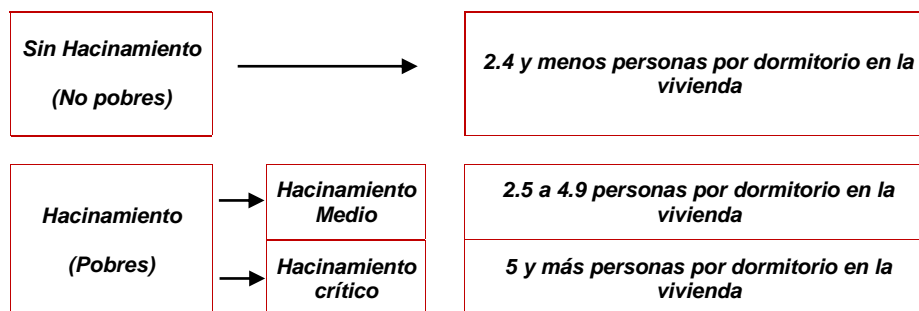 Sin Hacinamiento
(No pobres)
2.4 y menos personas por dormitorio en la
vivienda
Hacinamiento
(Pobres)
Hacinamiento
Medio
2.5 a 4.9 personas por dormitorio en la
vivienda
Hacinamiento
crítico
5 y más personas por dormitorio en la
vivienda